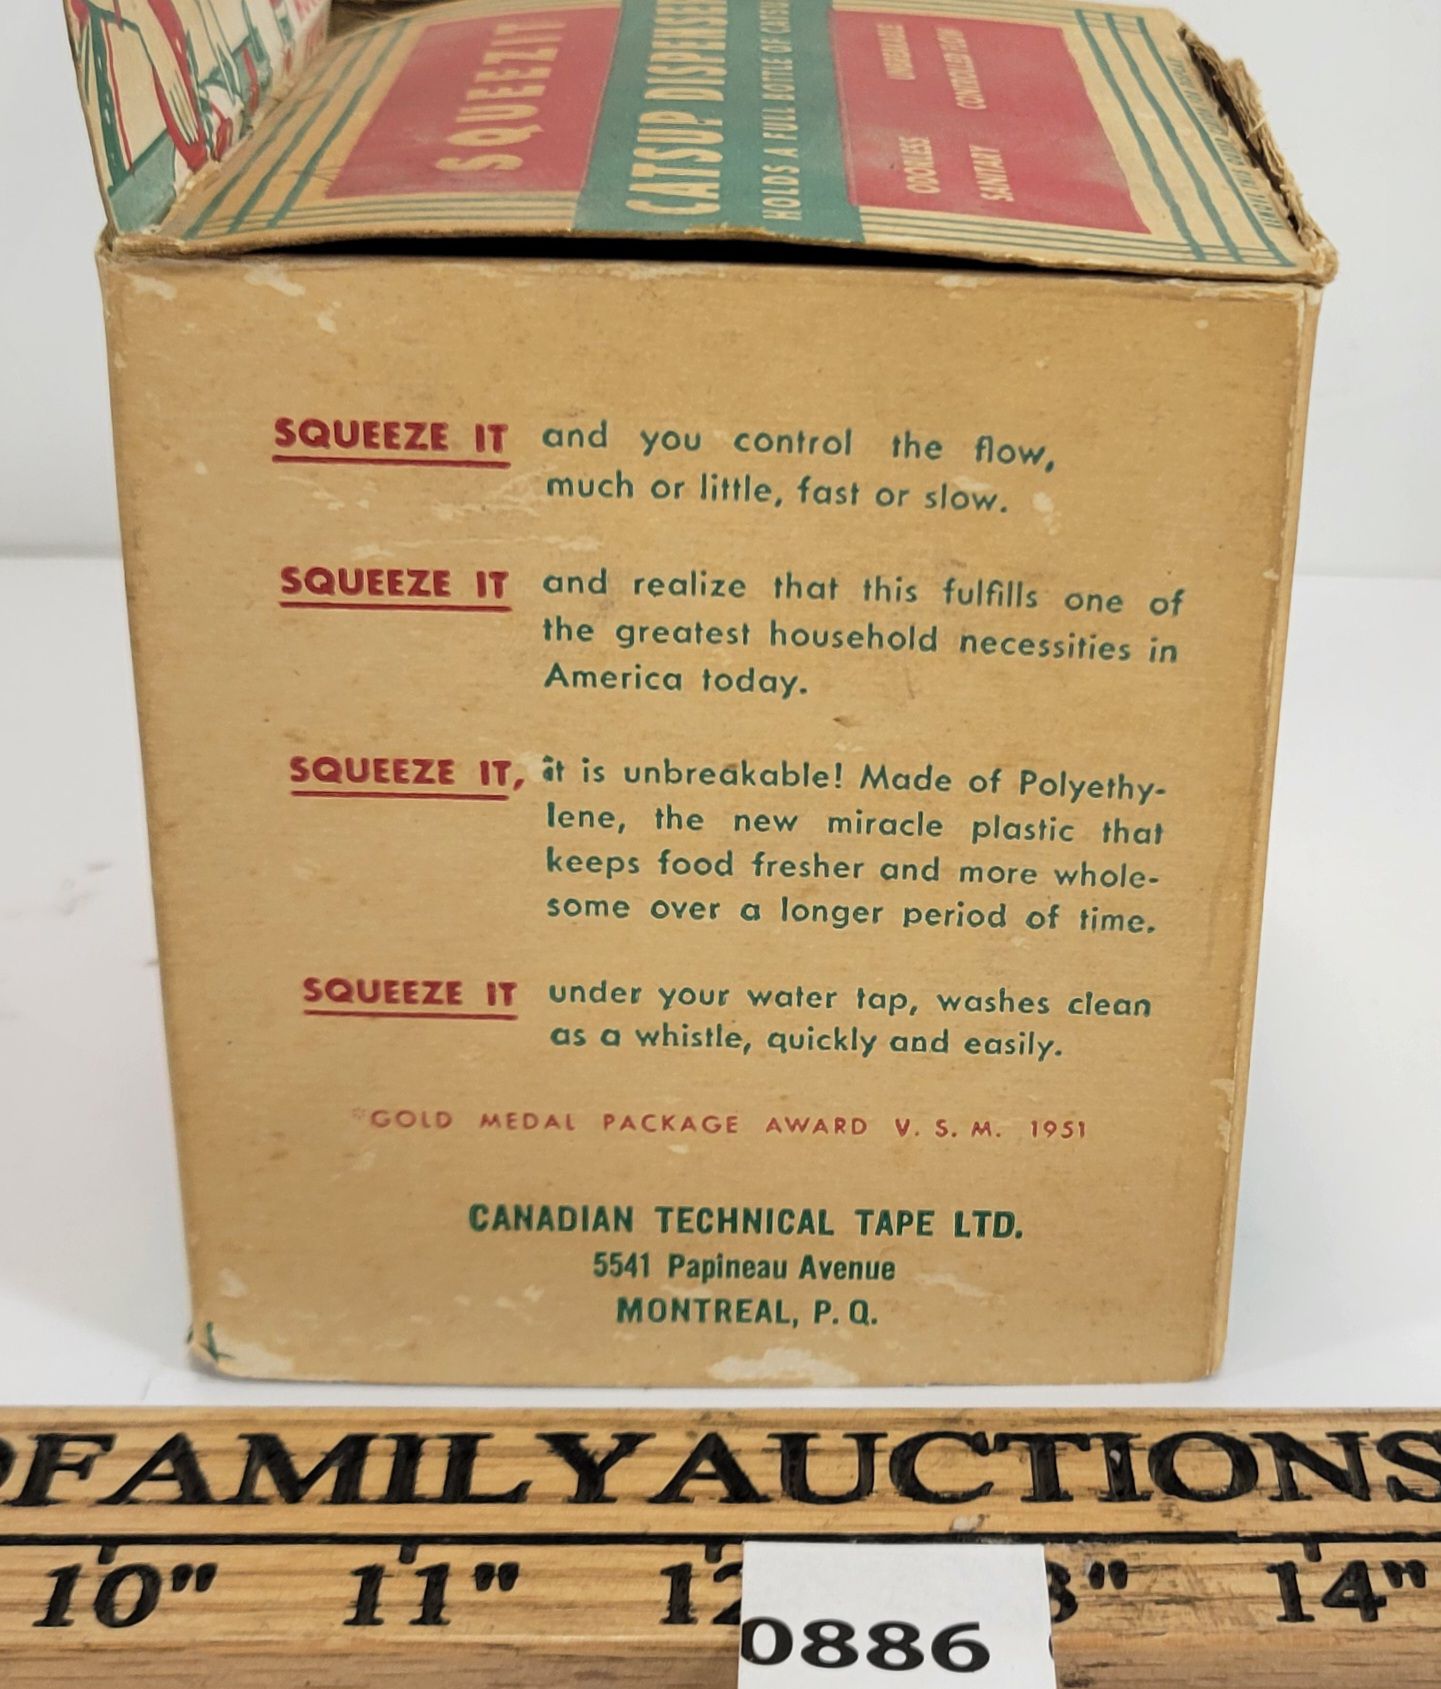 SQUEEZIT
CATSUP DISPENSER
HOLDS A FULL BOTTLE OF CATSUP
ODORLESS UNBREAKABLE
SANITARY CONTROLLED FLOW
SQUEEZE IT and you control the flow,
much or little, fast or slow.
SQUEEZE IT and realize that this fulfills one of
the greatest household necessities in
America today.
SQUEEZE IT, it is unbreakable! Made of Polyethy-
lene, the new miracle plastic that
keeps food fresher and more whole-
some over a longer period of time.
SQUEEZE IT under your water tap, washes clean
as a whistle, quickly and easily.
*GOLD MEDAL PACKAGE AWARD V. S. M. 1951
CANADIAN TECHNICAL TAPE LTD.
5541 Papineau Avenue
MONTREAL, P. Q.
FAMILY AUCTIONS
10" 11" 12 3" 14"
0886